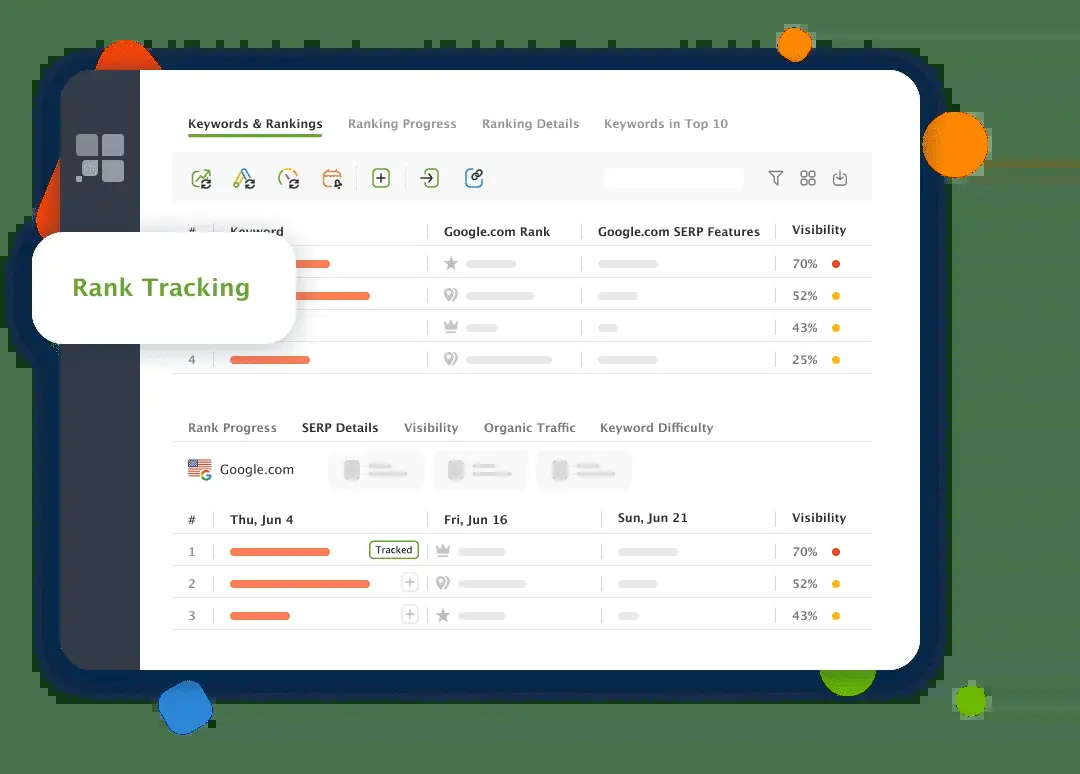 Keywords & Rankings Ranking Progress Ranking Details Keywords in Top 10
# Keyword Google.com Rank Google.com SERP Features Visibility
70%
Rank Tracking
52%
43%
4 25%
Rank Progress SERP Details Visibility Organic Traffic Keyword Difficulty
Google.com
# Thu, Jun 4 Fri, Jun 16 Sun, Jun 21 Visibility
1 Tracked 70%
2 52%
3 43%